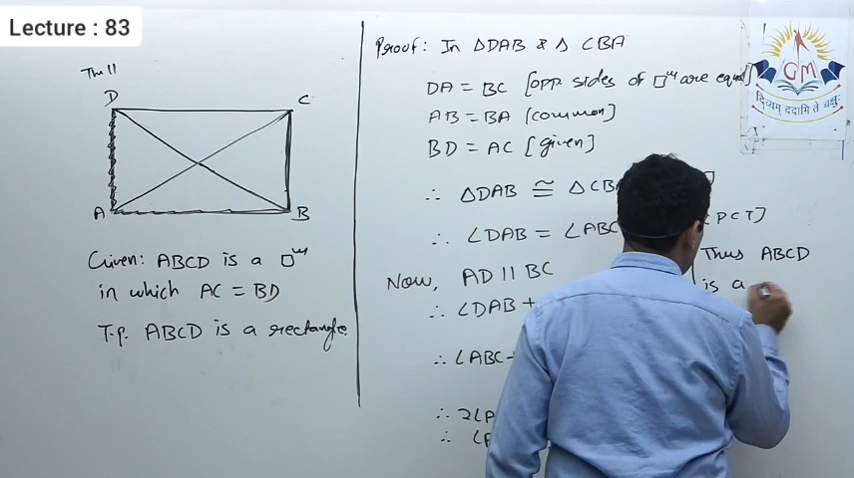 Lecture : 83
Th 11
D
C
A
B
Given: ABCD is a □ᵍᵐ
in which AC = BD
T.p. ABCD is a rectangle.
Proof: In △DAB & △ CBA
DA = BC [opp. sides of □ᵍᵐ are equal]
AB = BA [common]
BD = AC [given]
∴ △DAB ≅ △CBA
∴ ∠DAB = ∠ABC [CPCT]
Now, AD || BC
∴ ∠DAB +
∴ ∠ABC
∴ 2∠A
∴ ∠A
Thus ABCD
is a
GM
दिव्यम् ददामि ते चक्षुः